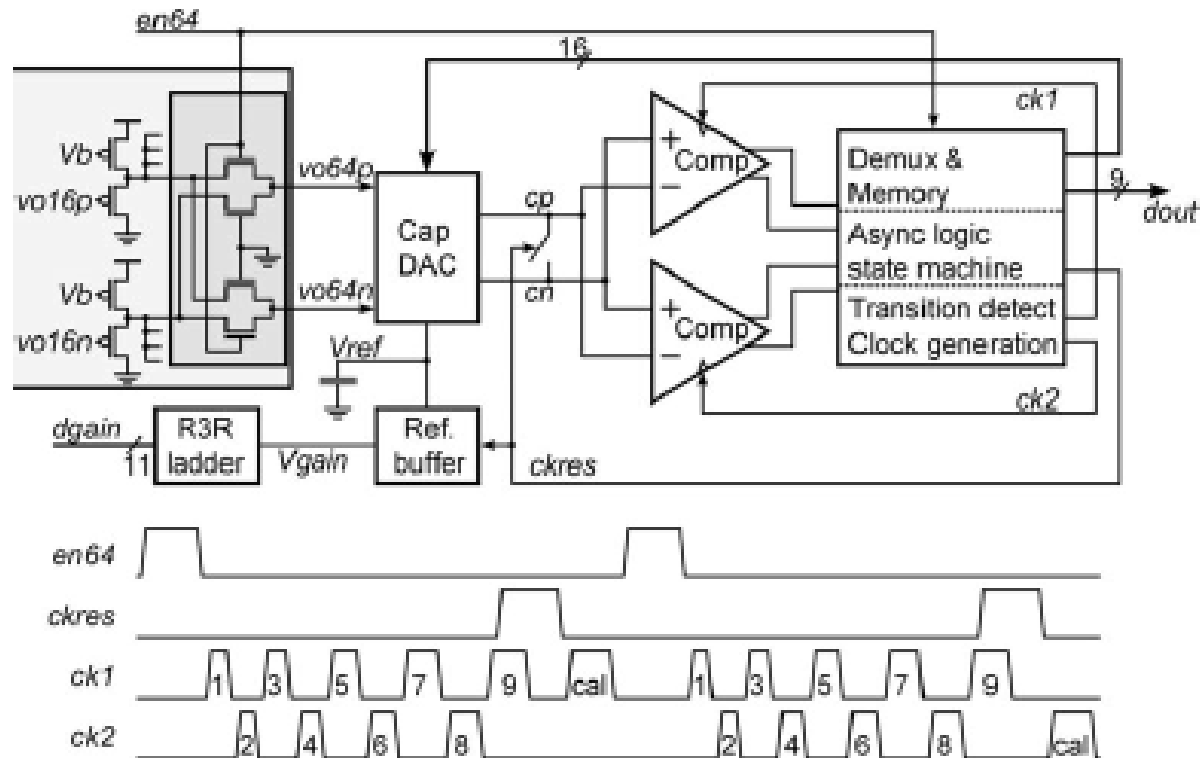 en64
16
ck1
Vb
vo16p
vo64p
Cap
DAC
cp
cn
+
Comp
−
Demux &
Memory
Async logic
state machine
Transition detect
Clock generation
9
dout
Vb
vo16n
vo64n
+
Comp
−
Vref
ck2
dgain
11
R3R
ladder
Vgain
Ref.
buffer
ckres
en64
ckres
ck1
1 3 5 7 9 cal 1 3 5 7 9
ck2
2 4 6 8 2 4 6 8 cal